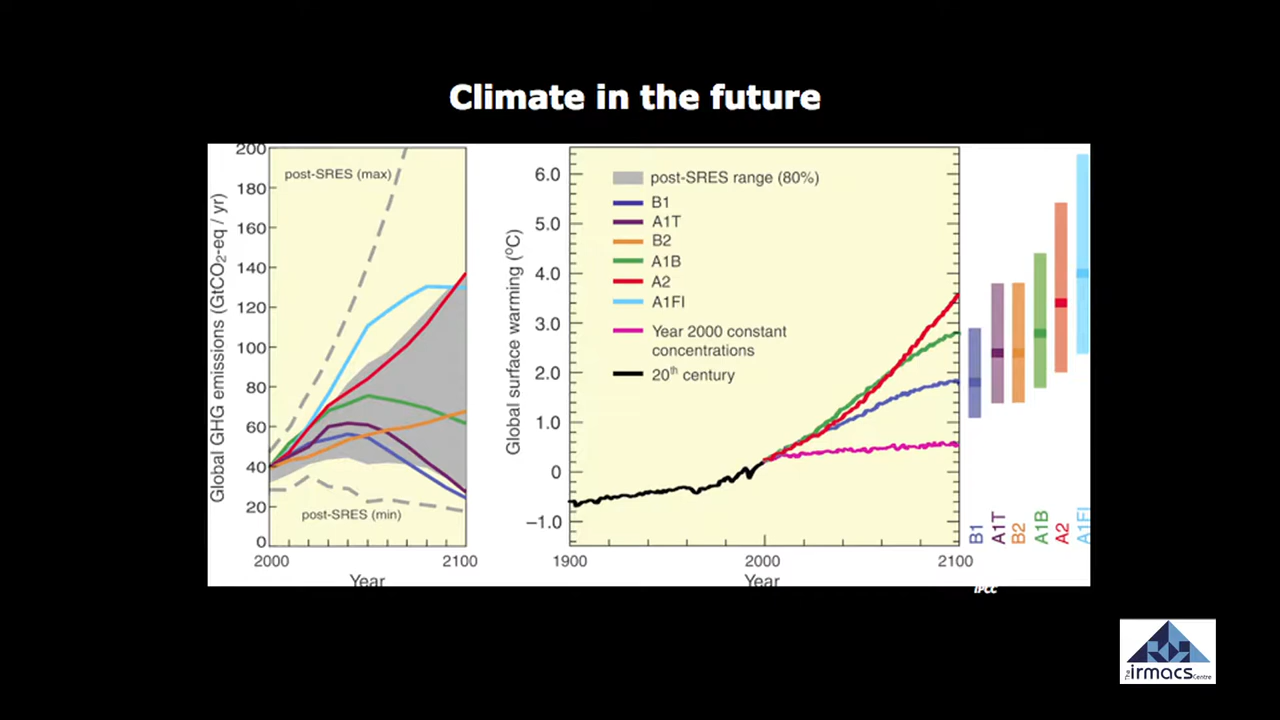 Climate in the future
200
180
160
140
120
100
80
60
40
20
0
Global GHG emissions (GtCO₂-eq / yr)
post-SRES (max)
post-SRES (min)
2000
2100
Year
6.0
5.0
4.0
3.0
2.0
1.0
0
–1.0
Global surface warming (°C)
post-SRES range (80%)
B1
A1T
B2
A1B
A2
A1FI
Year 2000 constant
concentrations
20th century
1900
2000
2100
Year
B1
A1T
B2
A1B
A2
A1FI
IPCC
The irmacs Centre